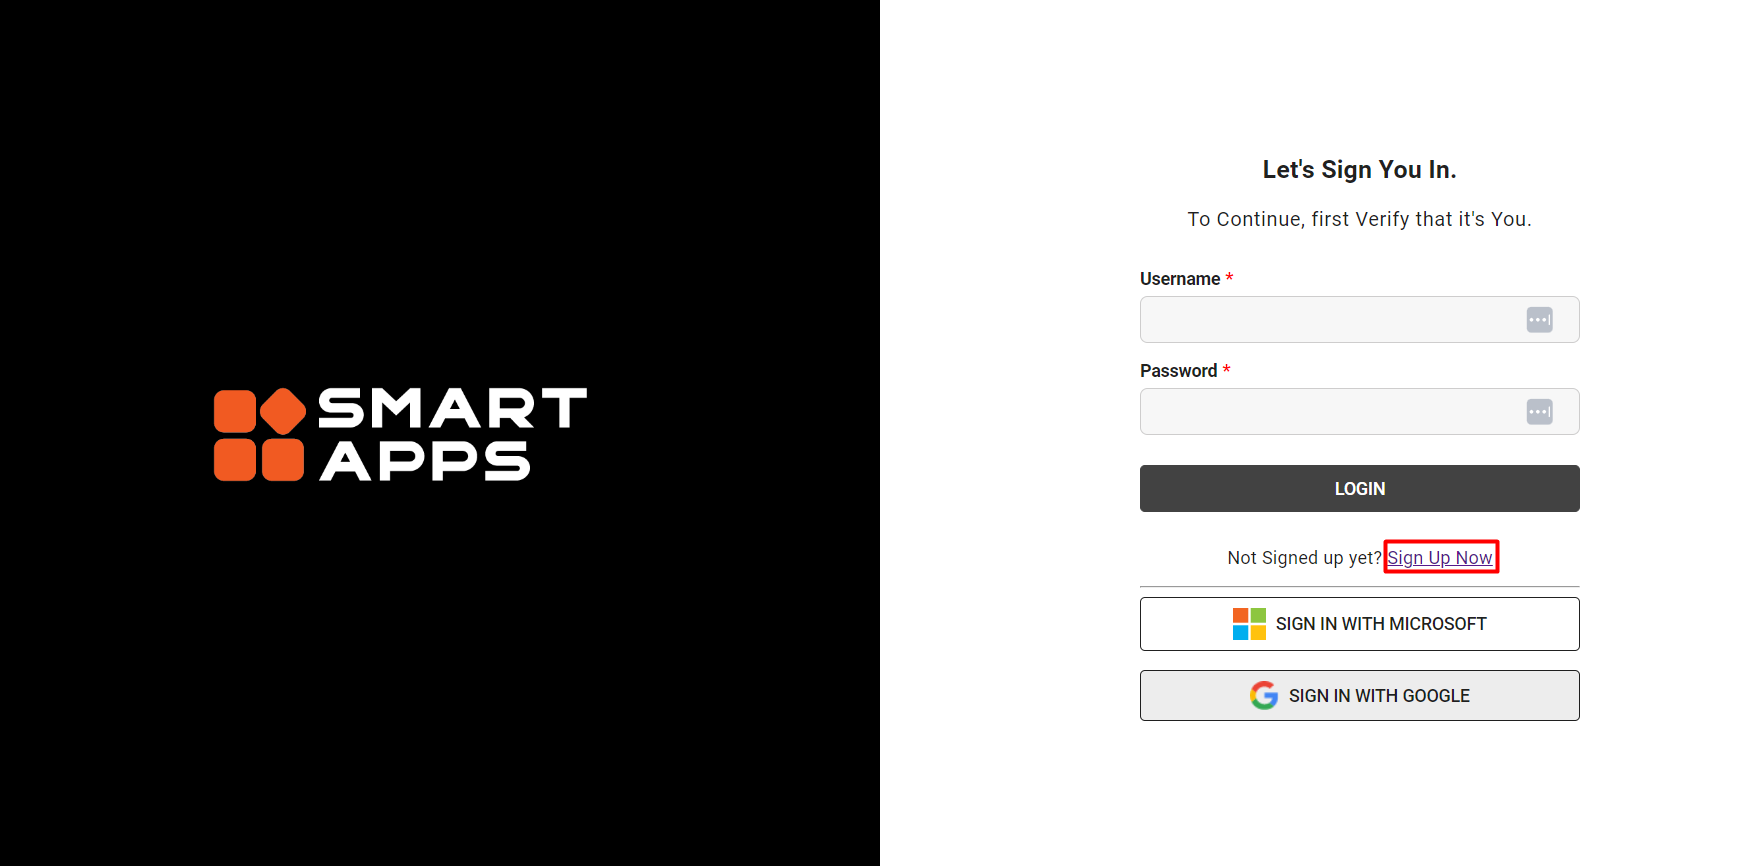 SMART
APPS
Let's Sign You In.
To Continue, first Verify that it's You.
Username *
Password *
LOGIN
Not Signed up yet? Sign Up Now
SIGN IN WITH MICROSOFT
SIGN IN WITH GOOGLE